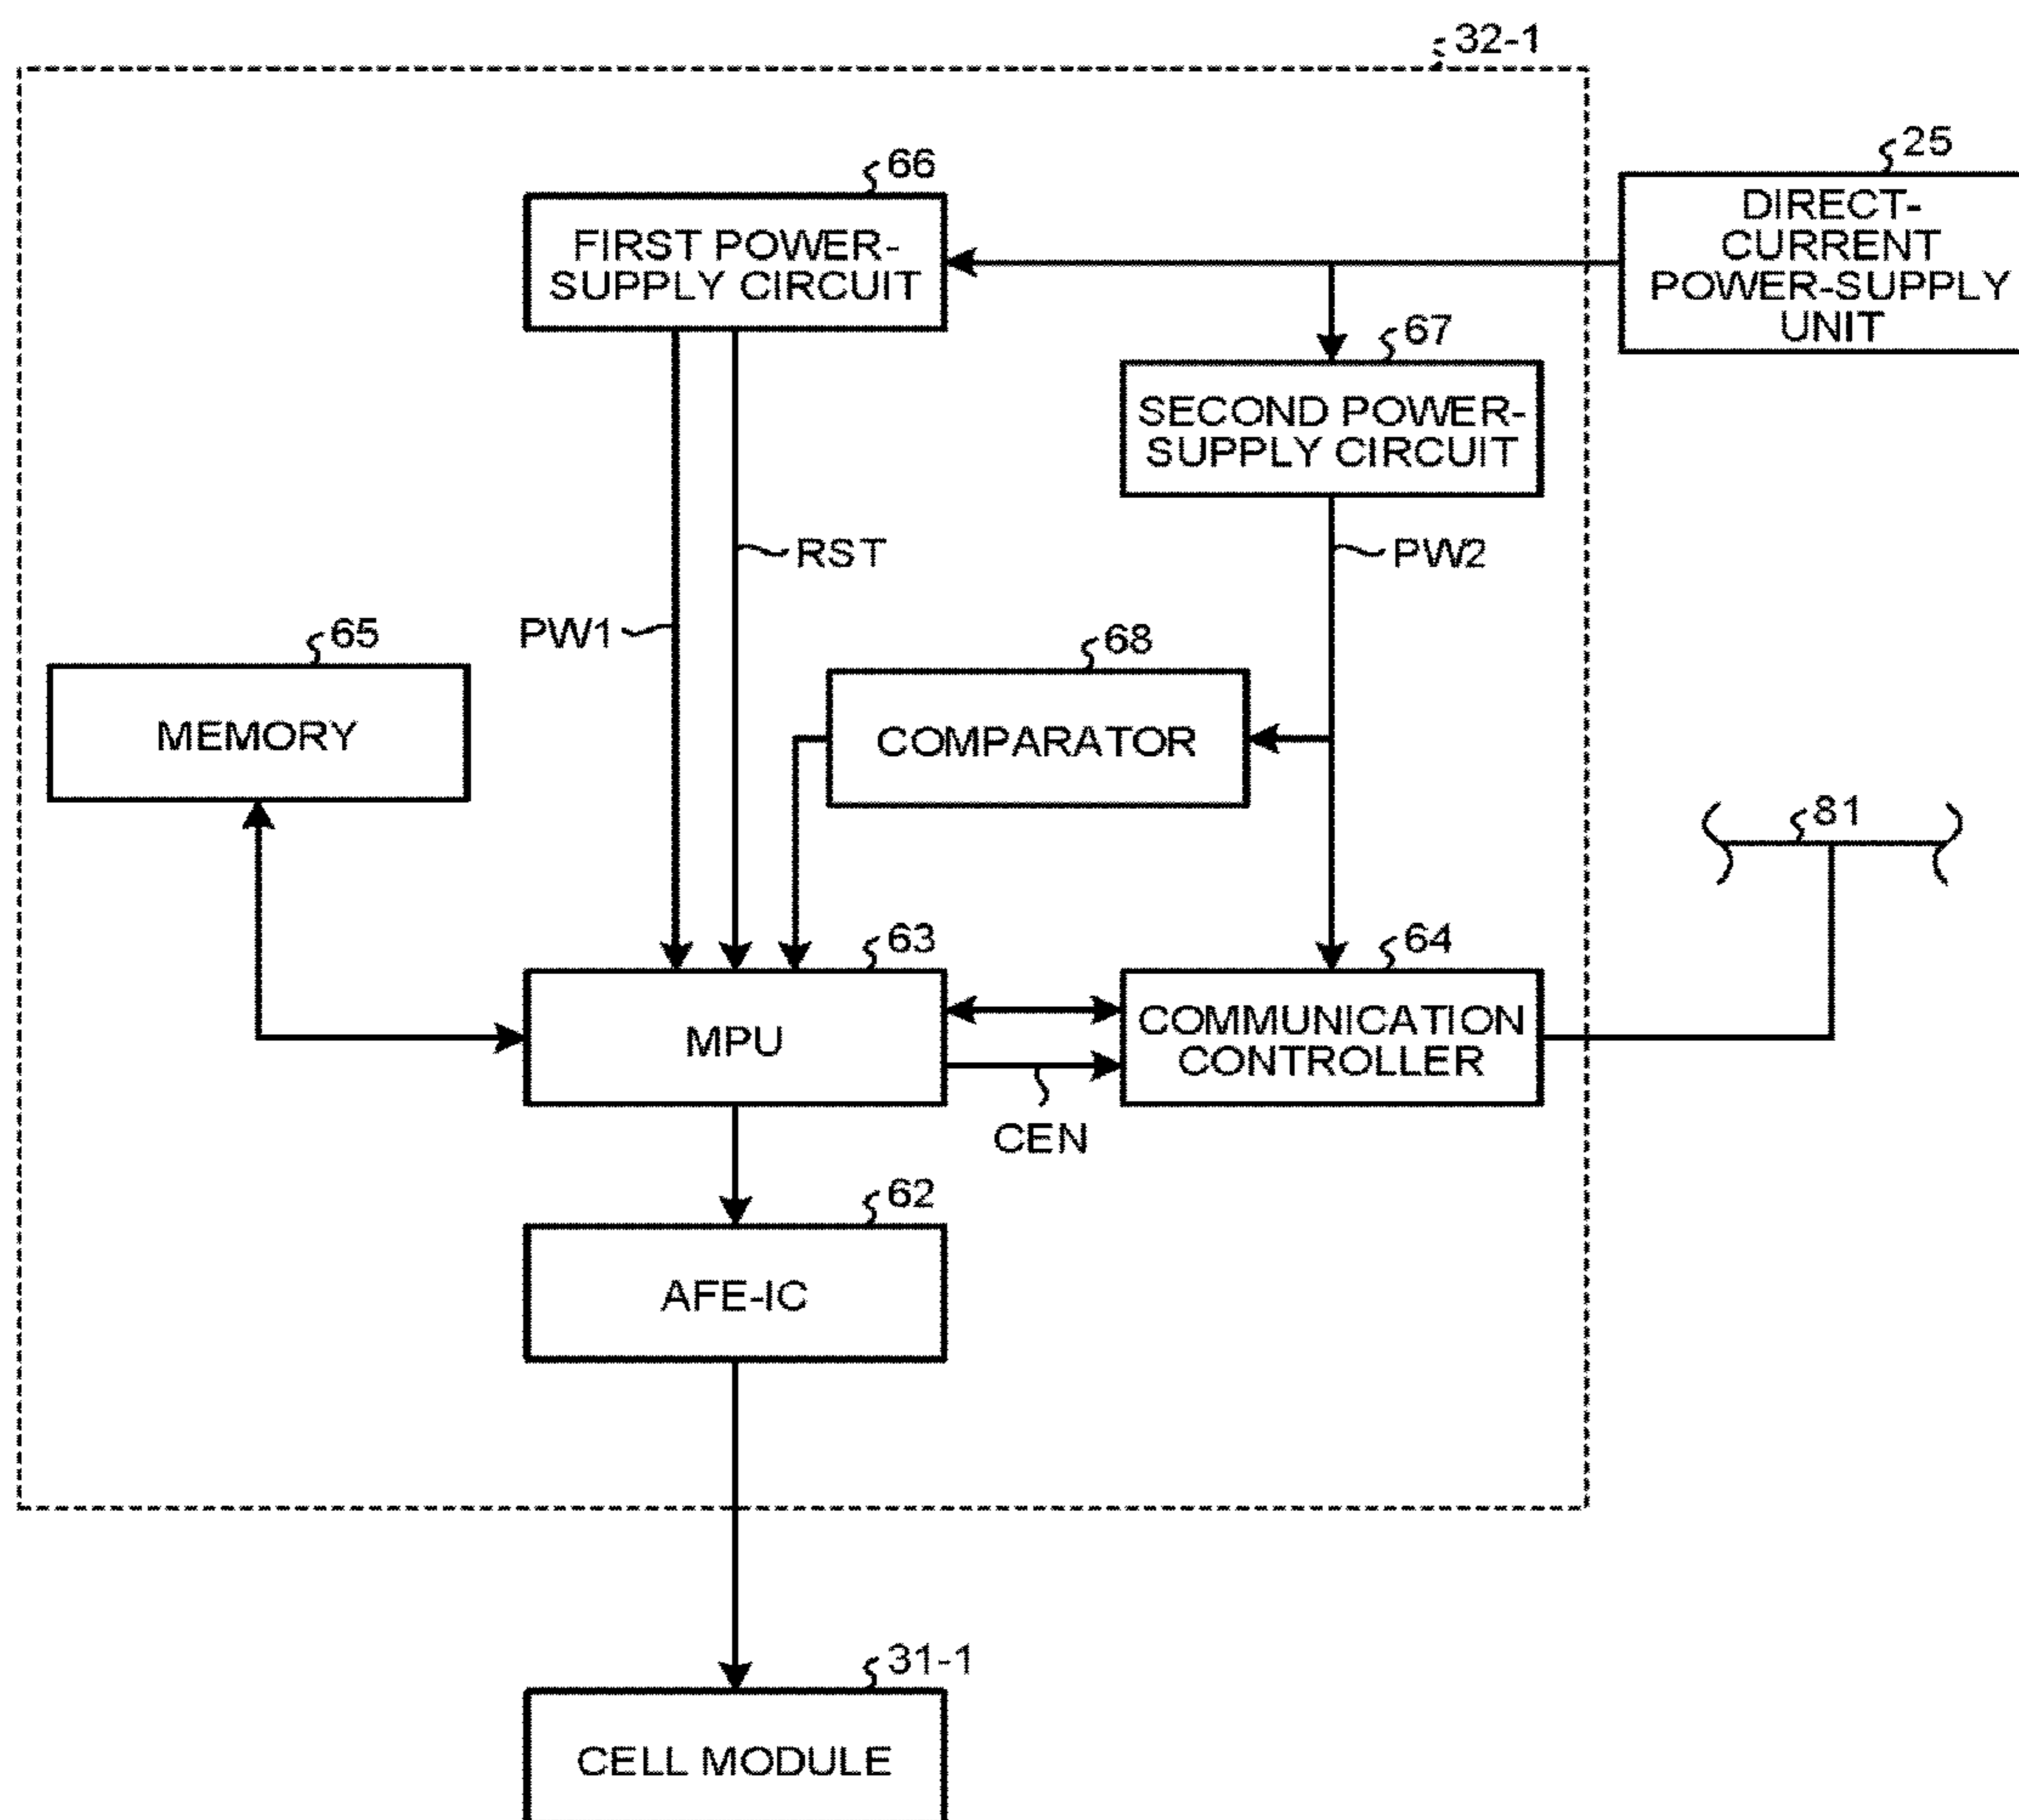 32-1
25
DIRECT-
CURRENT
POWER-SUPPLY
UNIT
66
FIRST POWER-
SUPPLY CIRCUIT
67
SECOND POWER-
SUPPLY CIRCUIT
RST
PW2
PW1
65
MEMORY
68
COMPARATOR
81
63
MPU
64
COMMUNICATION
CONTROLLER
CEN
62
AFE-IC
31-1
CELL MODULE